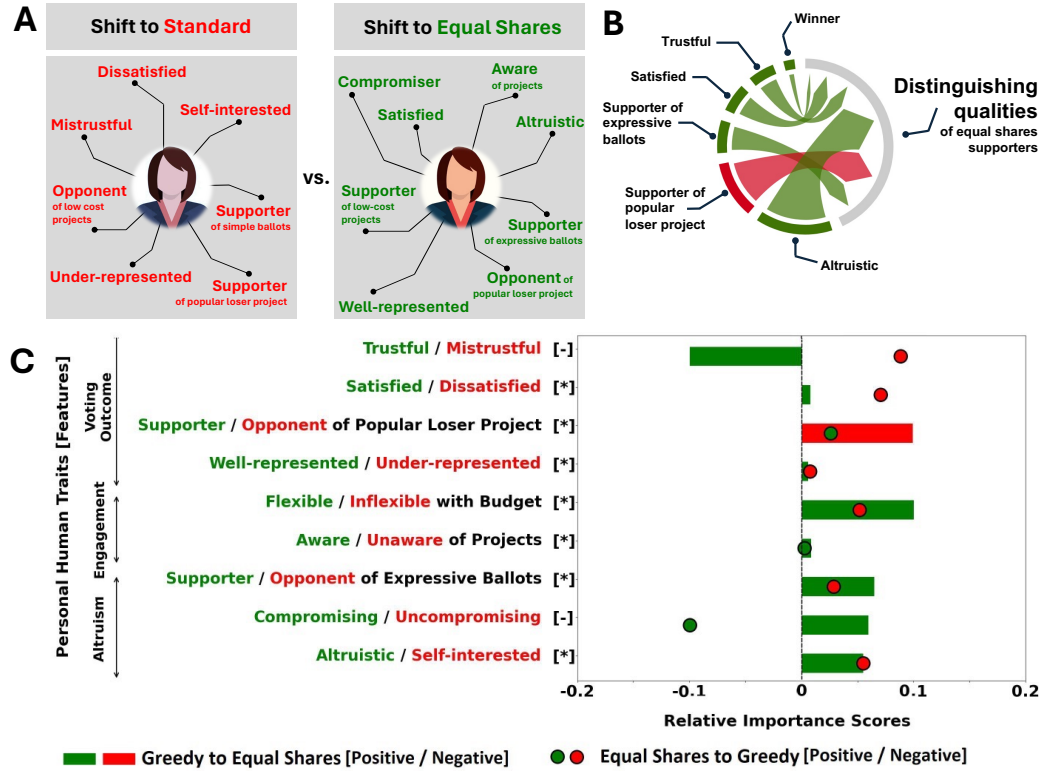 A
Shift to Standard
Dissatisfied
Self-interested
Mistrustful
Opponent
of low cost
projects
Supporter
of simple ballots
Under-represented
Supporter
of popular loser project
vs.
Shift to Equal Shares
Compromiser
Aware
of projects
Satisfied
Altruistic
Supporter
of low-cost
projects
Supporter
of expressive ballots
Opponent of
popular loser project
Well-represented
B
Winner
Trustful
Satisfied
Supporter of
expressive
ballots
Supporter of
popular
loser project
Altruistic
Distinguishing
qualities
of equal shares
supporters
C
Personal Human Traits [Features]
Voting
Outcome
Engagement
Altruism
Trustful / Mistrustful [-]
Satisfied / Dissatisfied [*]
Supporter / Opponent of Popular Loser Project [*]
Well-represented / Under-represented [*]
Flexible / Inflexible with Budget [*]
Aware / Unaware of Projects [*]
Supporter / Opponent of Expressive Ballots [*]
Compromising / Uncompromising [-]
Altruistic / Self-interested [*]
-0.2 -0.1 0 0.1 0.2
Relative Importance Scores
Greedy to Equal Shares [Positive / Negative]
Equal Shares to Greedy [Positive / Negative]